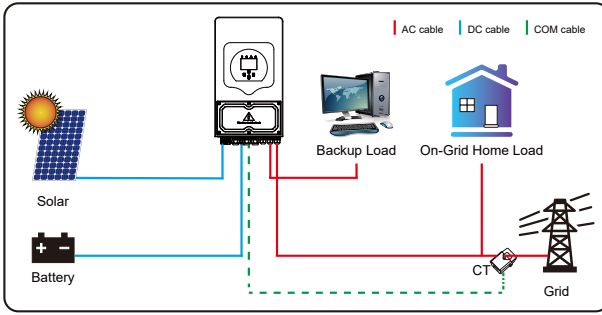 AC cable
DC cable
COM cable
Backup Load
On-Grid Home Load
Solar
Battery
CT
Grid